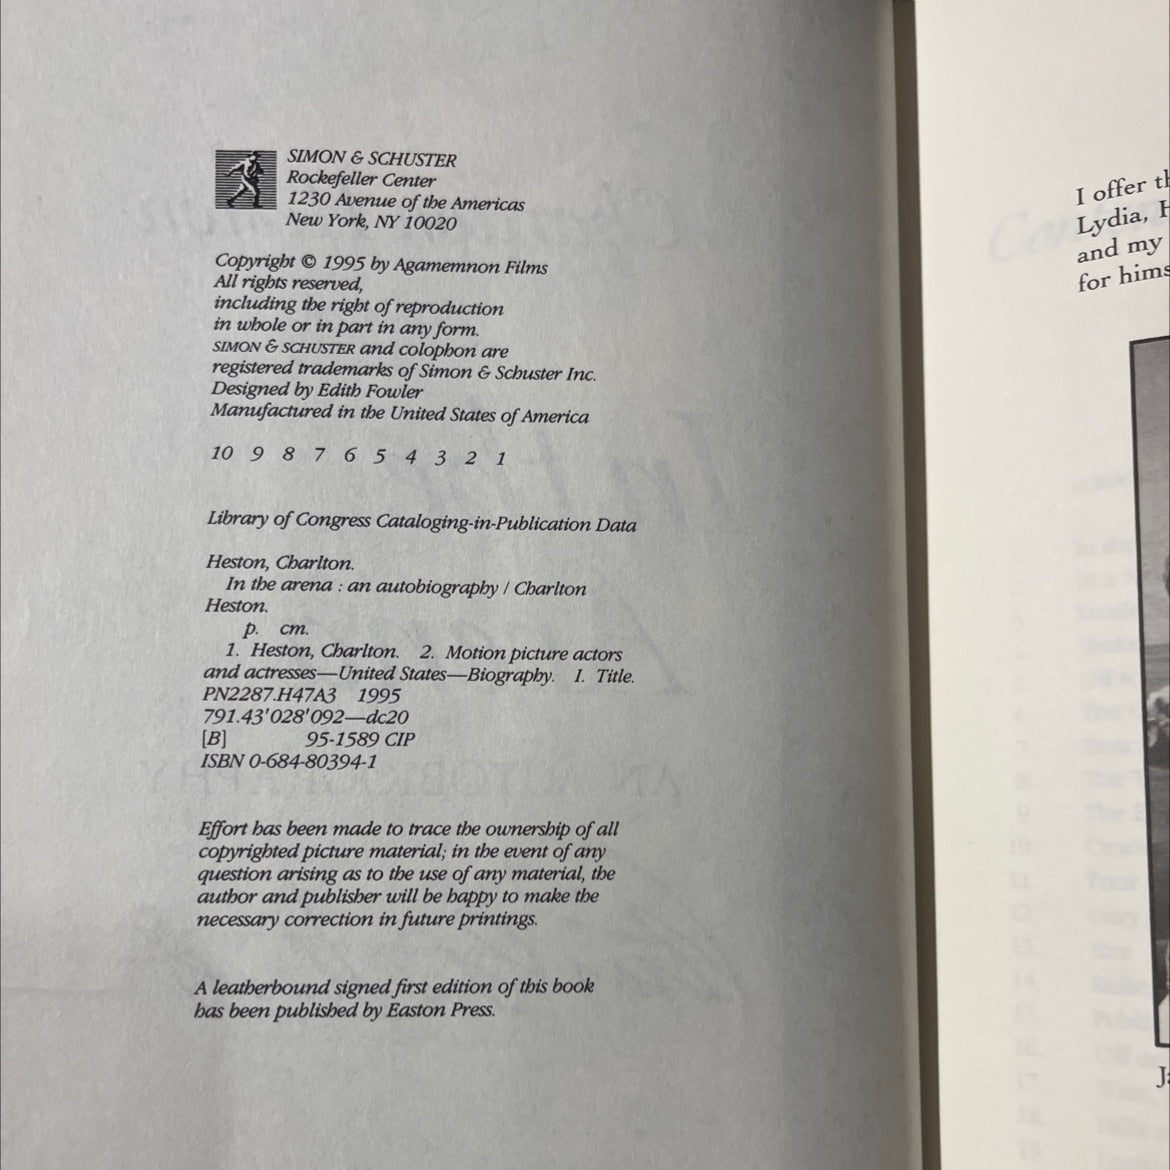 SIMON & SCHUSTER
Rockefeller Center
1230 Avenue of the Americas
New York, NY 10020
Copyright © 1995 by Agamemnon Films
All rights reserved,
including the right of reproduction
in whole or in part in any form.
SIMON & SCHUSTER and colophon are
registered trademarks of Simon & Schuster Inc.
Designed by Edith Fowler
Manufactured in the United States of America
10 9 8 7 6 5 4 3 2 1
Library of Congress Cataloging-in-Publication Data
Heston, Charlton.
In the arena : an autobiography / Charlton
Heston.
p. cm.
1. Heston, Charlton. 2. Motion picture actors
and actresses—United States—Biography. I. Title.
PN2287.H47A3 1995
791.43'028'092—dc20
[B] 95-1589 CIP
ISBN 0-684-80394-1
Effort has been made to trace the ownership of all
copyrighted picture material; in the event of any
question arising as to the use of any material, the
author and publisher will be happy to make the
necessary correction in future printings.
A leatherbound signed first edition of this book
has been published by Easton Press.
I offer
Lydia,
and my
for